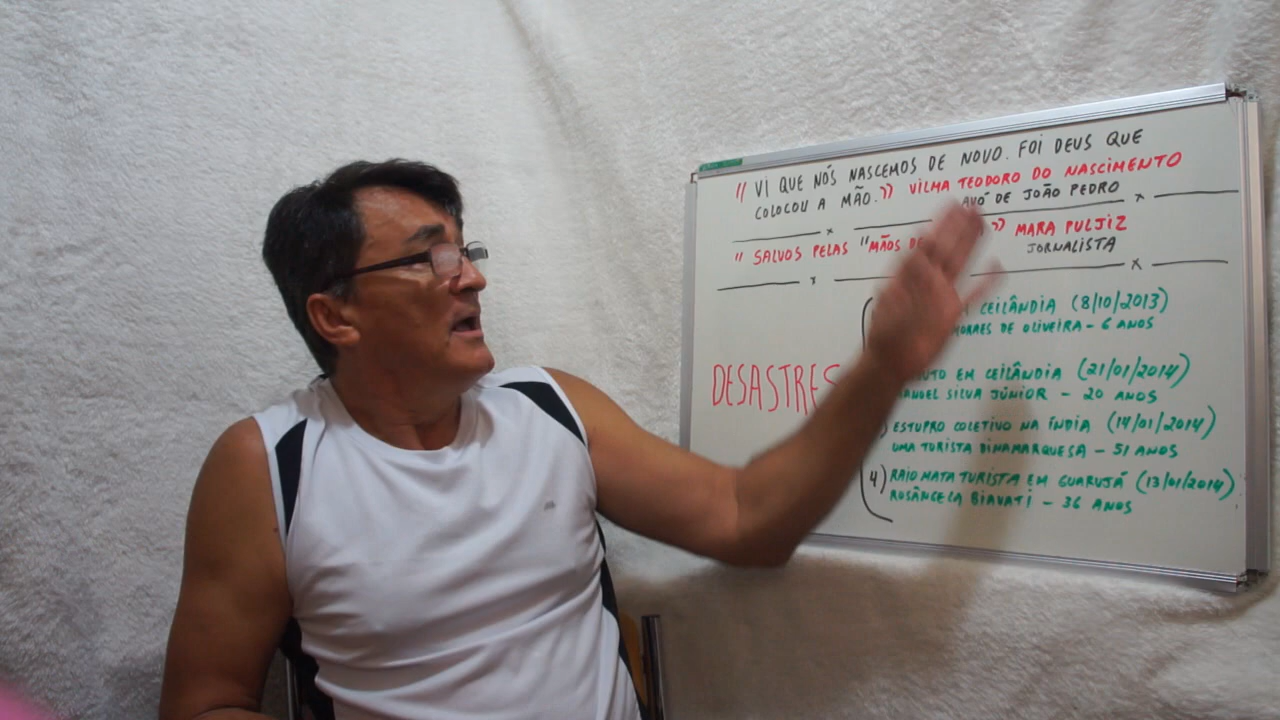 " VI QUE NÓS NASCEMOS DE NOVO. FOI DEUS QUE
COLOCOU A MÃO." VILMA TEODORO DO NASCIMENTO
AVÓ DE JOÃO PEDRO
" SALVOS PELAS "MÃOS " MARA PULJIZ
JORNALISTA
DESASTRES
CEILÂNDIA (8/10/2013)
MORAES DE OLIVEIRA - 6 ANOS
EM CEILÂNDIA (21/01/2014)
SILVA JÚNIOR - 20 ANOS
ESTUPRO COLETIVO NA ÍNDIA (14/01/2014)
UMA TURISTA DINAMARQUESA - 51 ANOS
4) RAIO MATA TURISTA EM GUARUJÁ (13/01/2014)
ROSÂNGELA BIAVATI - 36 ANOS